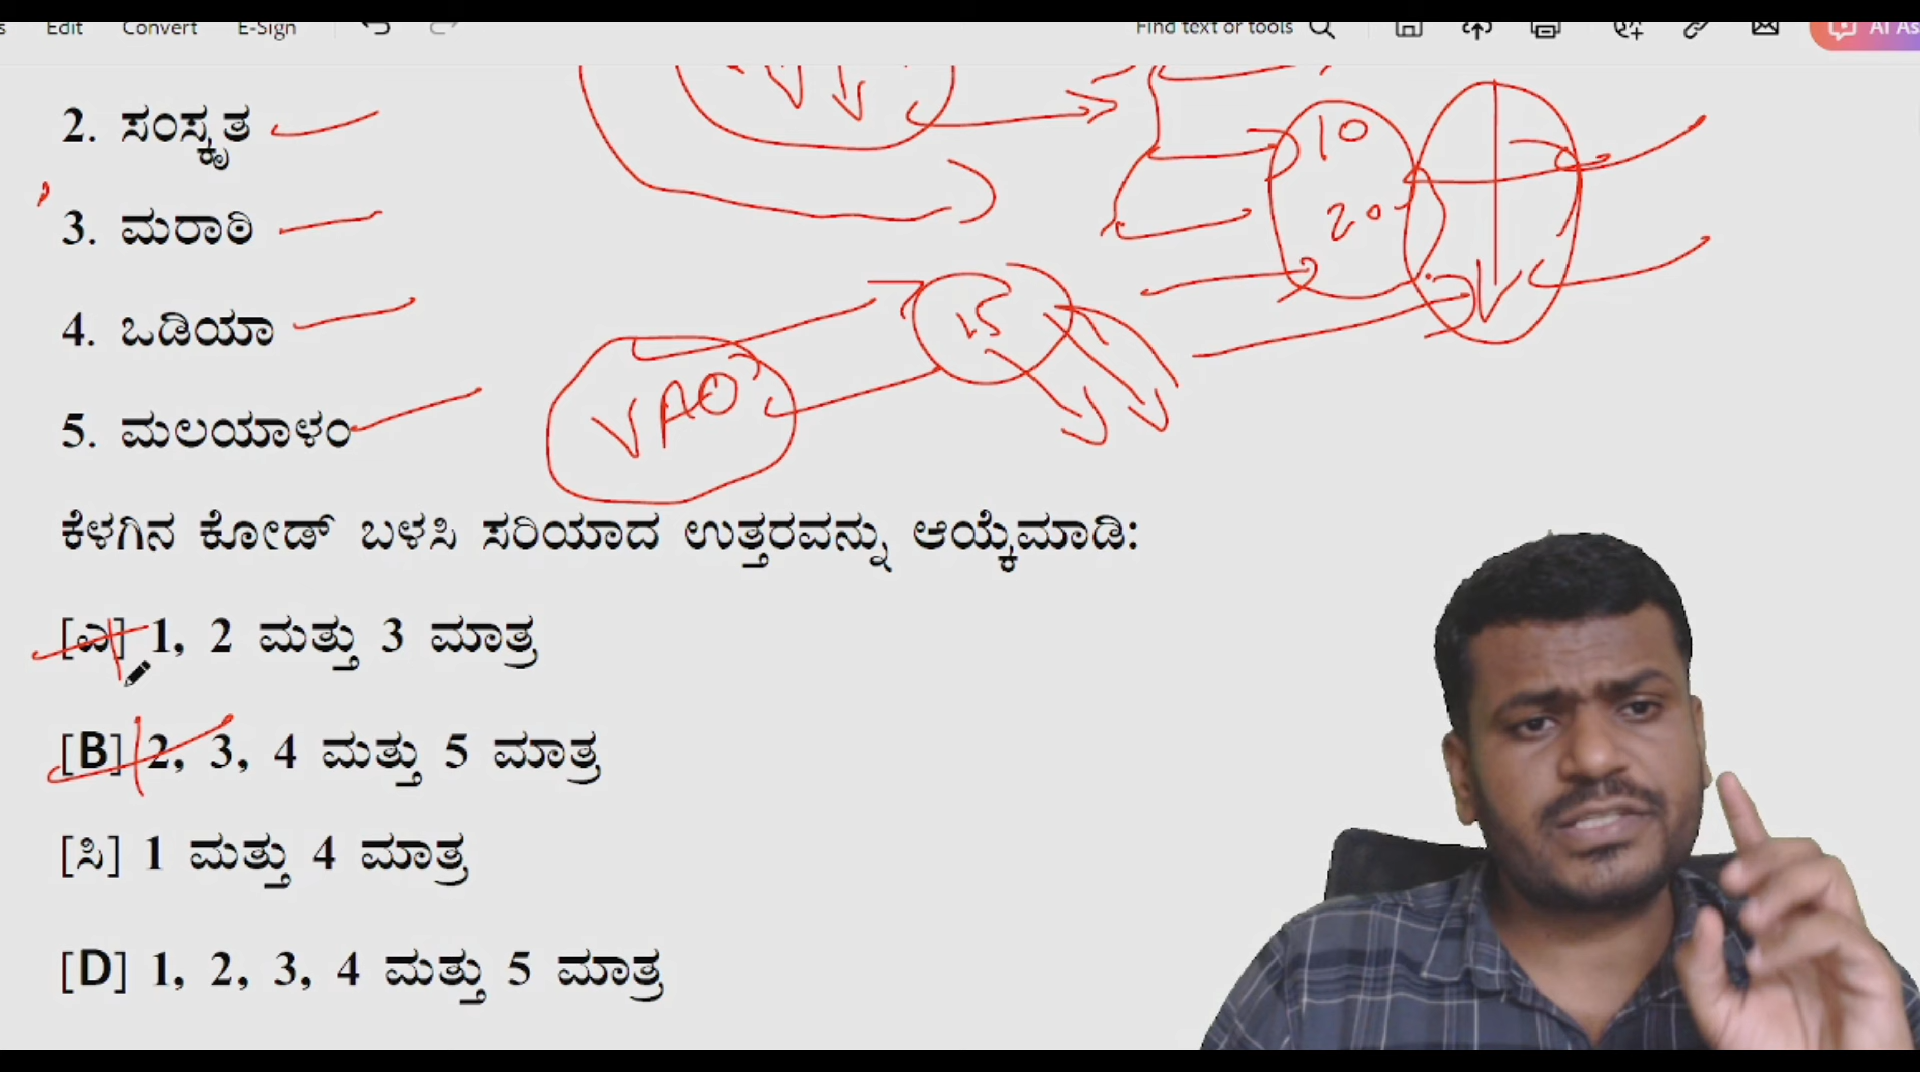 Edit Convert E-Sign Find text or tools AI As
2. ಸಂಸ್ಕೃತ
3. ಮರಾಠಿ
4. ಒಡಿಯಾ
5. ಮಲಯಾಳಂ
10
20
15
VAO
ಕೆಳಗಿನ ಕೋಡ್ ಬಳಸಿ ಸರಿಯಾದ ಉತ್ತರವನ್ನು ಆಯ್ಕೆಮಾಡಿ:
[ಎ] 1, 2 ಮತ್ತು 3 ಮಾತ್ರ
[B] 2, 3, 4 ಮತ್ತು 5 ಮಾತ್ರ
[ಸಿ] 1 ಮತ್ತು 4 ಮಾತ್ರ
[D] 1, 2, 3, 4 ಮತ್ತು 5 ಮಾತ್ರ